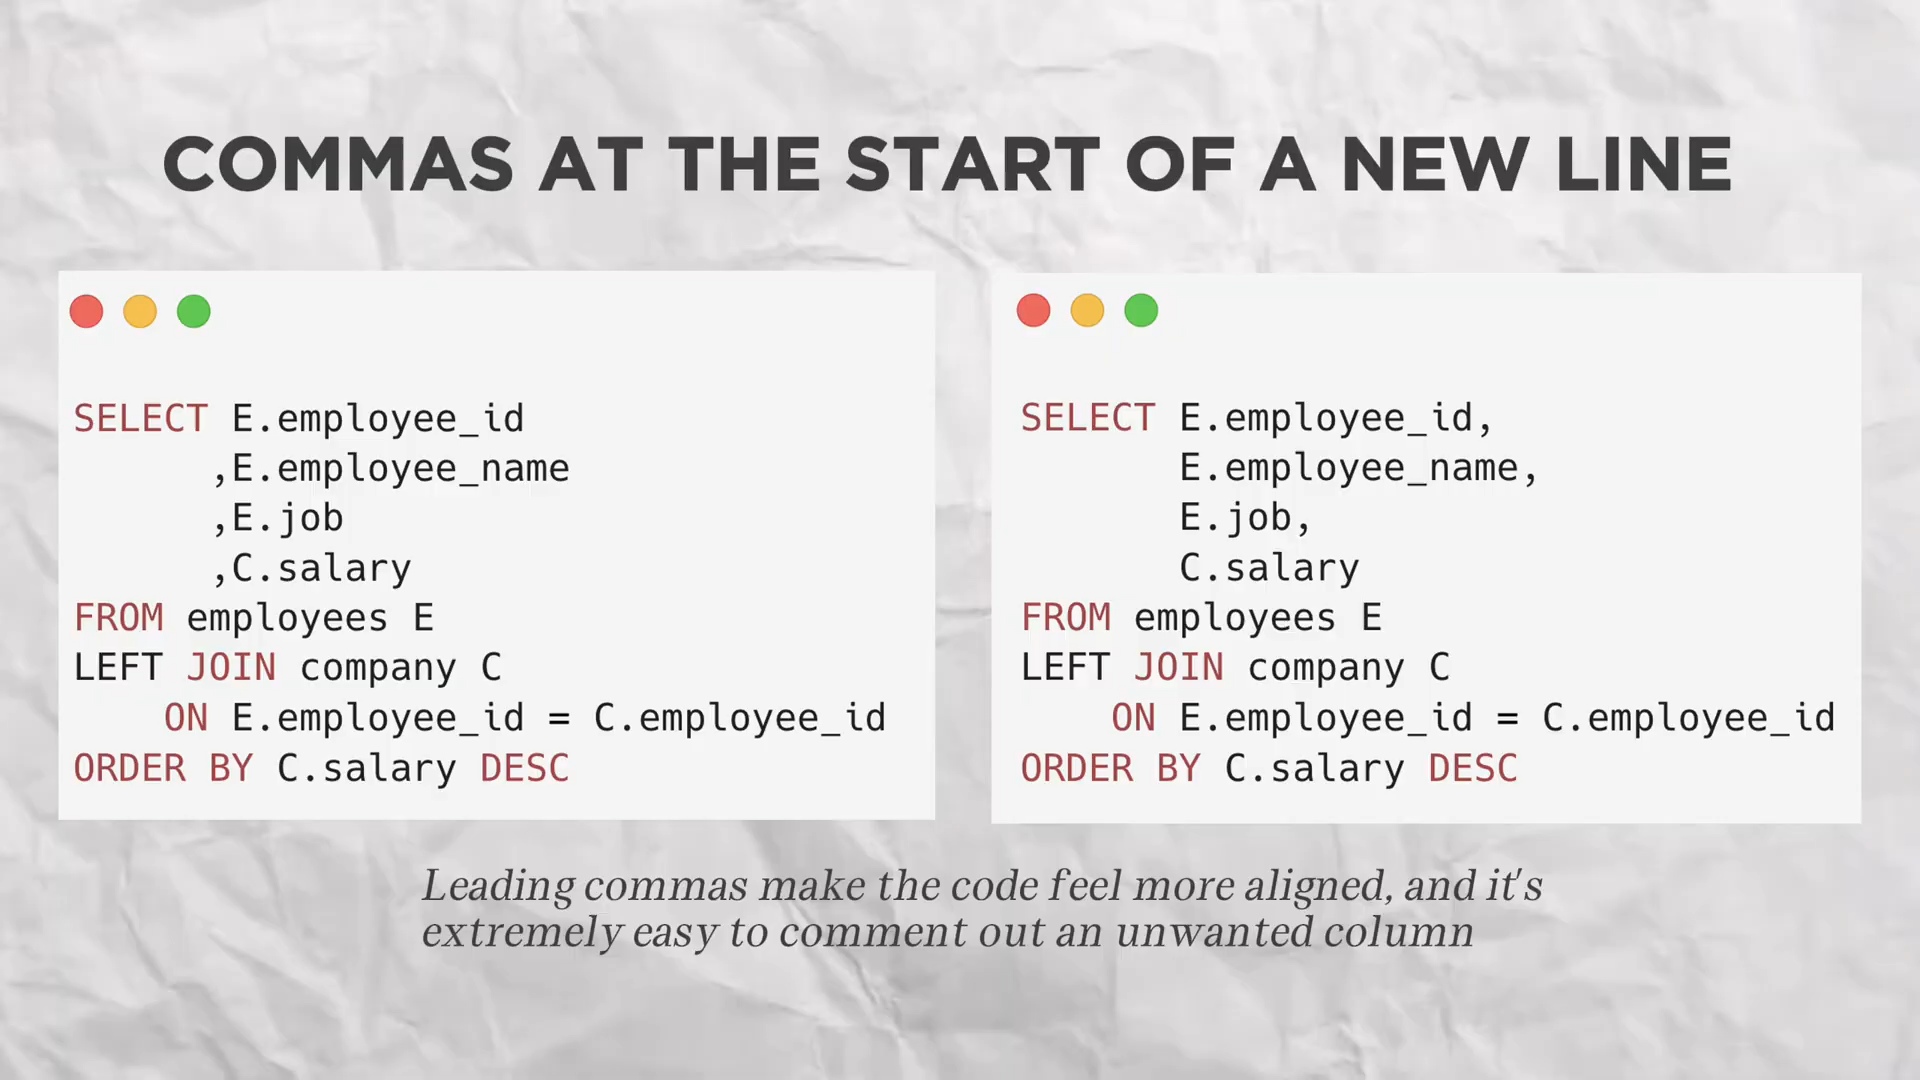 COMMAS AT THE START OF A NEW LINE
SELECT E.employee_id
      ,E.employee_name
      ,E.job
      ,C.salary
FROM employees E
LEFT JOIN company C
    ON E.employee_id = C.employee_id
ORDER BY C.salary DESC
SELECT E.employee_id,
       E.employee_name,
       E.job,
       C.salary
FROM employees E
LEFT JOIN company C
    ON E.employee_id = C.employee_id
ORDER BY C.salary DESC
Leading commas make the code feel more aligned, and it's
extremely easy to comment out an unwanted column